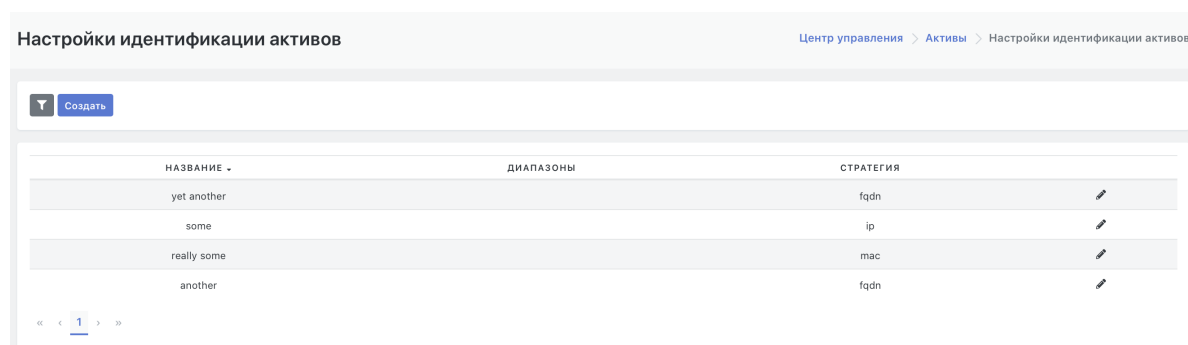 Настройки идентификации активов
Центр управления > Активы > Настройки идентификации активов
Создать
НАЗВАНИЕ ДИАПАЗОНЫ СТРАТЕГИЯ
yet another fqdn
some ip
really some mac
another fqdn
« ‹ 1 › »